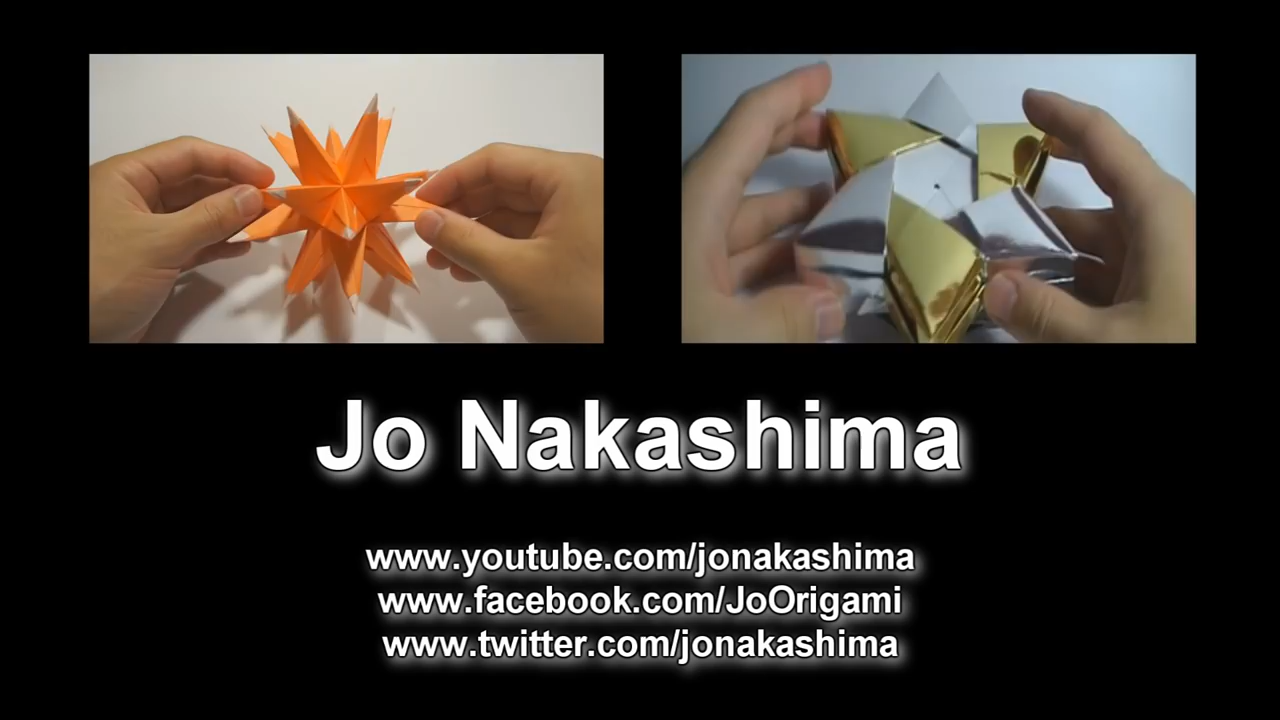 Jo Nakashima
www.youtube.com/jonakashima
www.facebook.com/JoOrigami
www.twitter.com/jonakashima